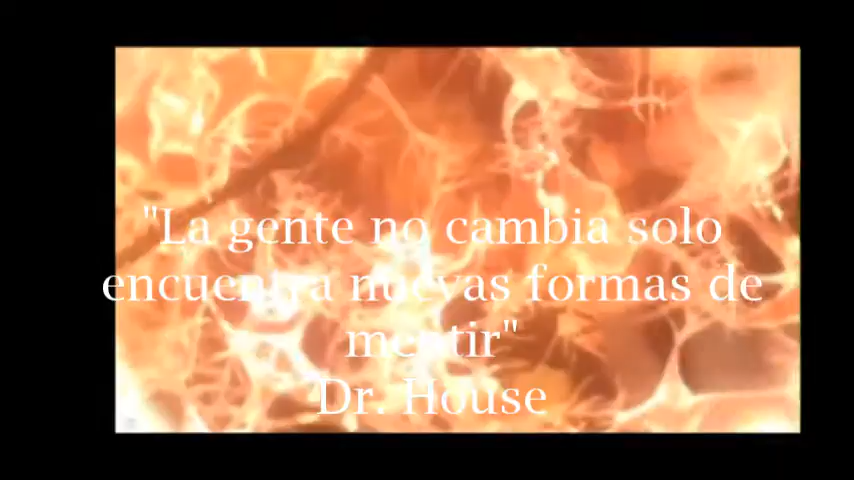 "La gente no cambia solo
encuentra nuevas formas de
mentir"
Dr. House